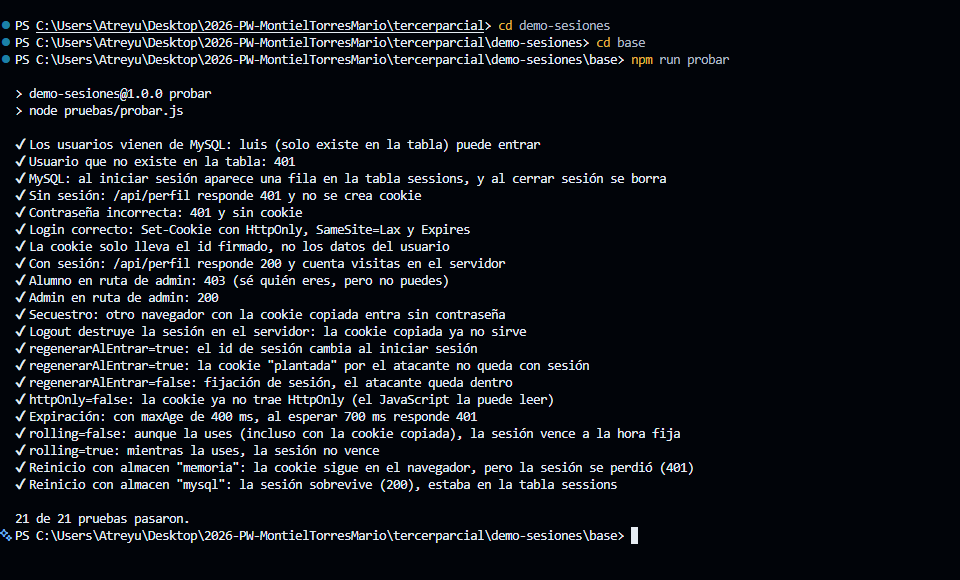 PS C:\Users\Atreyu\Desktop\2026-PW-MontielTorresMario\tercerparcial> cd demo-sesiones
PS C:\Users\Atreyu\Desktop\2026-PW-MontielTorresMario\tercerparcial\demo-sesiones> cd base
PS C:\Users\Atreyu\Desktop\2026-PW-MontielTorresMario\tercerparcial\demo-sesiones\base> npm run probar
> demo-sesiones@1.0.0 probar
> node pruebas/probar.js
✓ Los usuarios vienen de MySQL: luis (solo existe en la tabla) puede entrar
✓ Usuario que no existe en la tabla: 401
✓ MySQL: al iniciar sesión aparece una fila en la tabla sessions, y al cerrar sesión se borra
✓ Sin sesión: /api/perfil responde 401 y no se crea cookie
✓ Contraseña incorrecta: 401 y sin cookie
✓ Login correcto: Set-Cookie con HttpOnly, SameSite=Lax y Expires
✓ La cookie solo lleva el id firmado, no los datos del usuario
✓ Con sesión: /api/perfil responde 200 y cuenta visitas en el servidor
✓ Alumno en ruta de admin: 403 (sé quién eres, pero no puedes)
✓ Admin en ruta de admin: 200
✓ Secuestro: otro navegador con la cookie copiada entra sin contraseña
✓ Logout destruye la sesión en el servidor: la cookie copiada ya no sirve
✓ regenerarAlEntrar=true: el id de sesión cambia al iniciar sesión
✓ regenerarAlEntrar=true: la cookie "plantada" por el atacante no queda con sesión
✓ regenerarAlEntrar=false: fijación de sesión, el atacante queda dentro
✓ httpOnly=false: la cookie ya no trae HttpOnly (el JavaScript la puede leer)
✓ Expiración: con maxAge de 400 ms, al esperar 700 ms responde 401
✓ rolling=false: aunque la uses (incluso con la cookie copiada), la sesión vence a la hora fija
✓ rolling=true: mientras la uses, la sesión no vence
✓ Reinicio con almacen "memoria": la cookie sigue en el navegador, pero la sesión se perdió (401)
✓ Reinicio con almacen "mysql": la sesión sobrevive (200), estaba en la tabla sessions
21 de 21 pruebas pasaron.
PS C:\Users\Atreyu\Desktop\2026-PW-MontielTorresMario\tercerparcial\demo-sesiones\base>